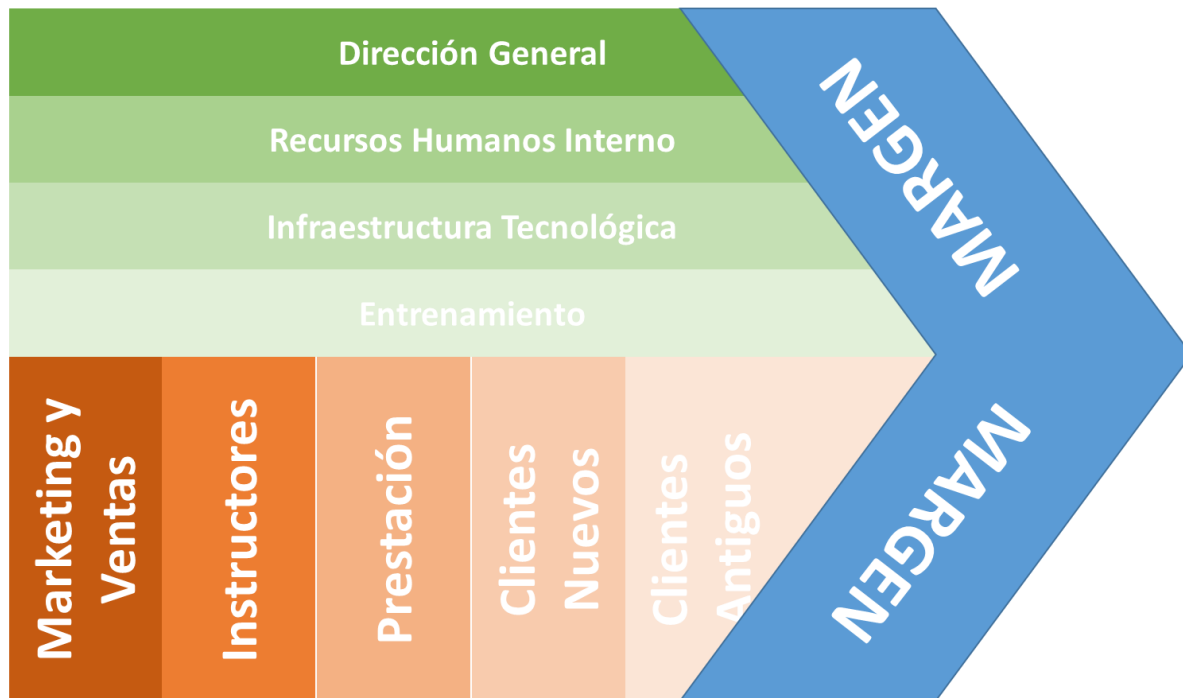 Dirección General
Recursos Humanos Interno
Infraestructura Tecnológica
Entrenamiento
Marketing y
Ventas
Instructores
Prestación
Clientes
Nuevos
Clientes
Antiguos
MARGEN
MARGEN